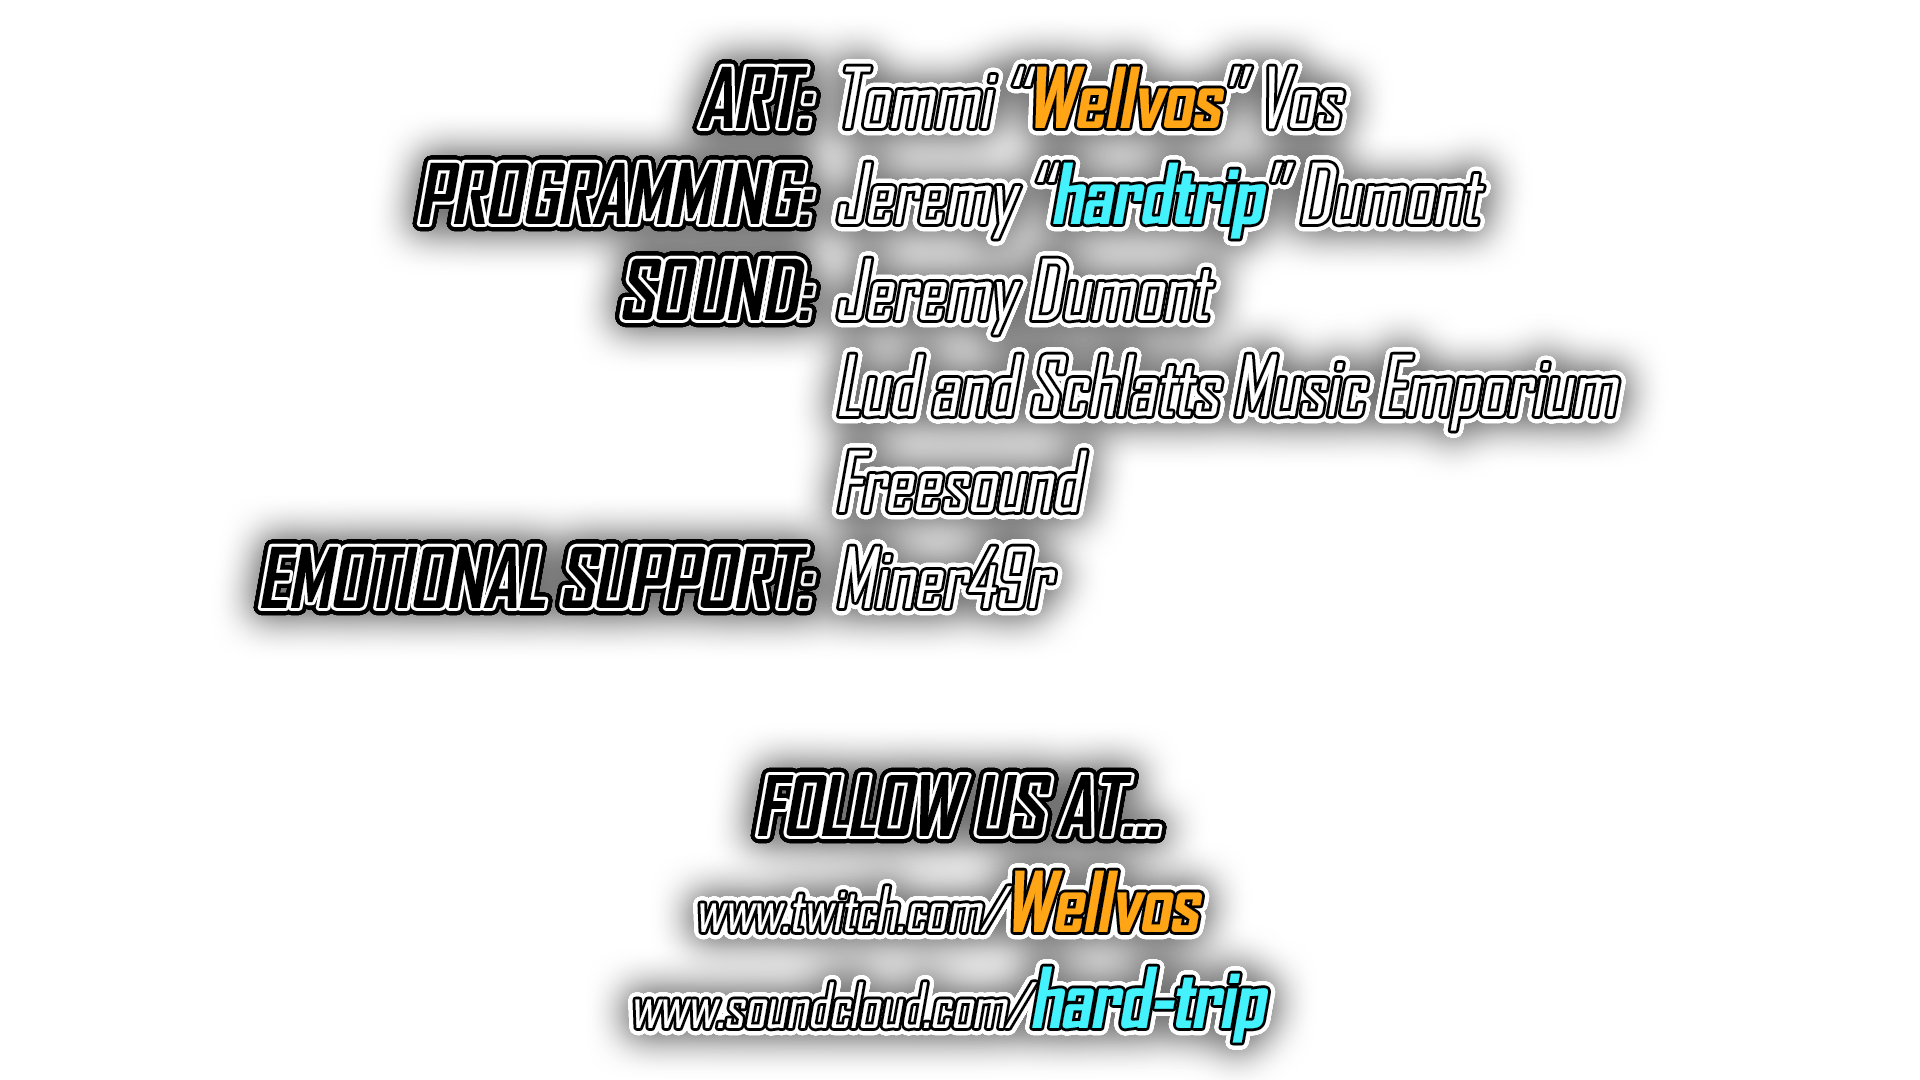 ART: Tommi “Wellvos” Vos
PROGRAMMING: Jeremy “hardtrip” Dumont
SOUND: Jeremy Dumont
Lud and Schlatts Music Emporium
Freesound
EMOTIONAL SUPPORT: Miner49r
FOLLOW US AT...
www.twitch.com/Wellvos
www.soundcloud.com/hard-trip